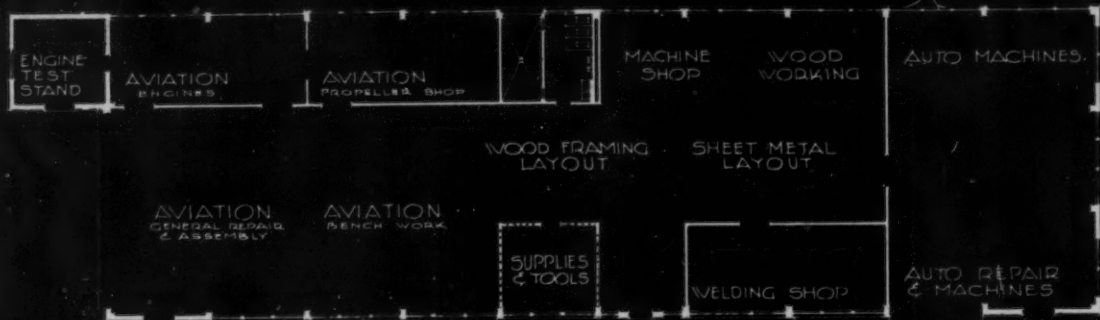 ENGINE
TEST
STAND
AVIATION
ENGINES
AVIATION
PROPELLER SHOP
MACHINE
SHOP
WOOD
WORKING
AUTO MACHINES.
WOOD FRAMING
LAYOUT
SHEET METAL
LAYOUT
AVIATION
GENERAL REPAIR
& ASSEMBLY
AVIATION
BENCH WORK
SUPPLIES
& TOOLS
WELDING SHOP
AUTO REPAIR
& MACHINES